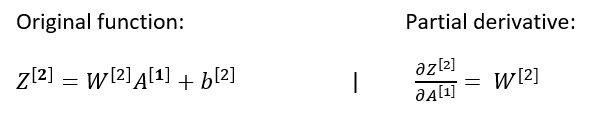 Original function: Partial derivative:
Z^[2] = W^[2]A^[1] + b^[2] | ∂Z^[2]/∂A^[1] = W^[2]